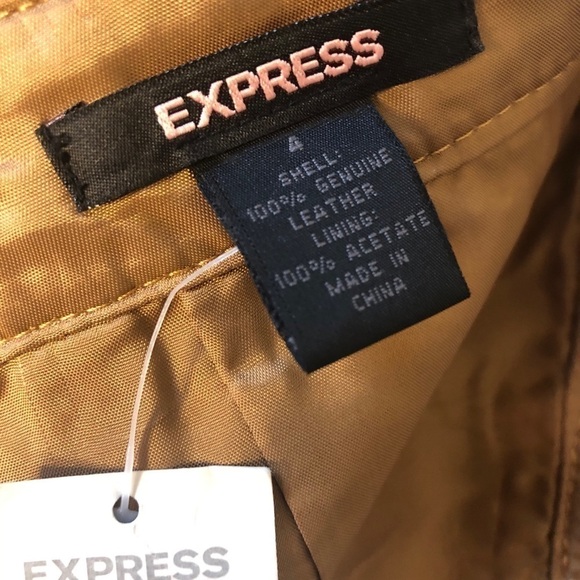 EXPRESS
4
SHELL:
100% GENUINE
LEATHER
LINING:
100% ACETATE
MADE IN
CHINA
EXPRESS